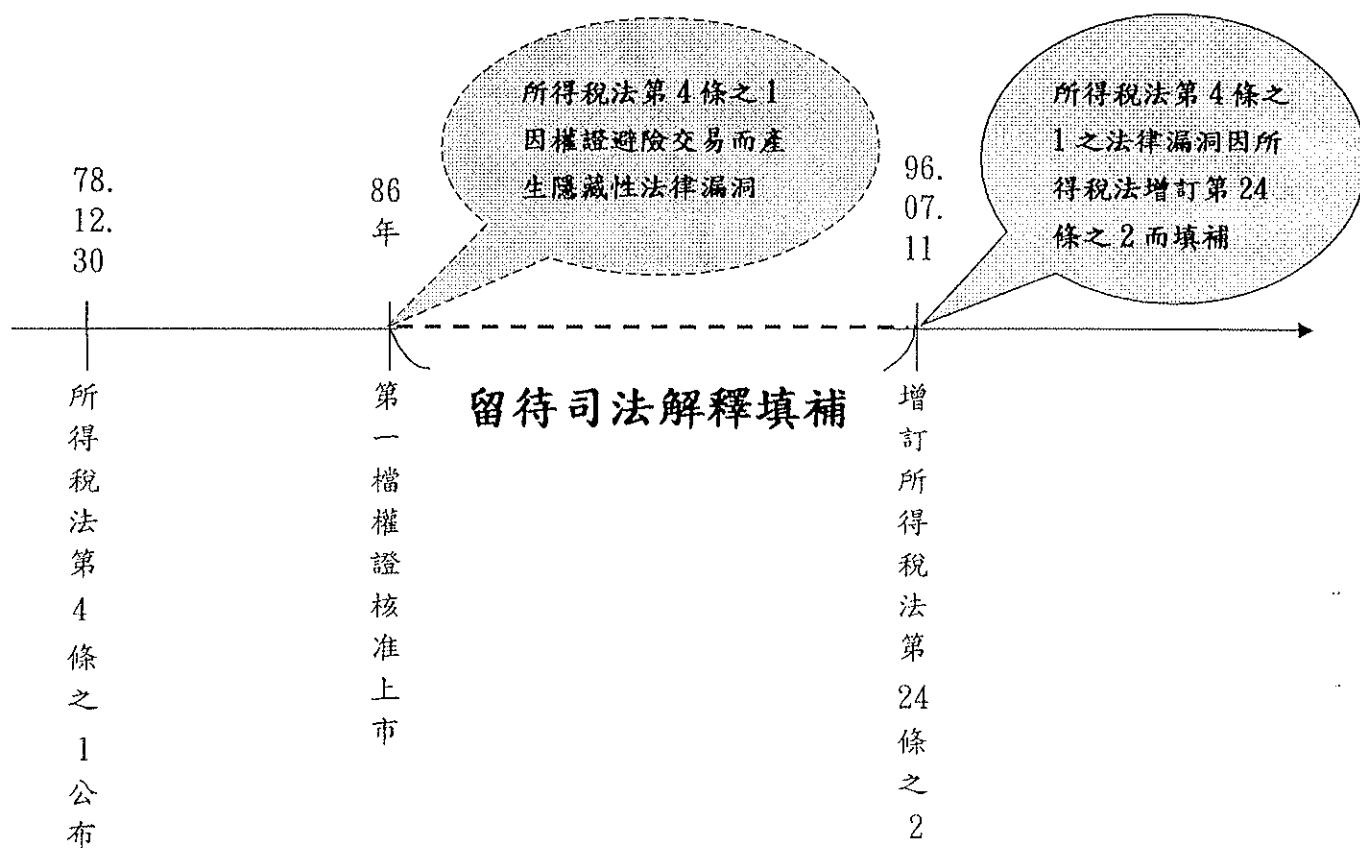 所得稅法第 4 條之 1
因權證避險交易而產
生隱藏性法律漏洞
所得稅法第 4 條之
1 之法律漏洞因所
得稅法增訂第 24
條之 2 而填補
78.
12.
30
86
年
96.
07.
11
留待司法解釋填補
所得稅法第 4 條之 1 公布
第一檔權證核准上市
增訂所得稅法第 24 條之 2